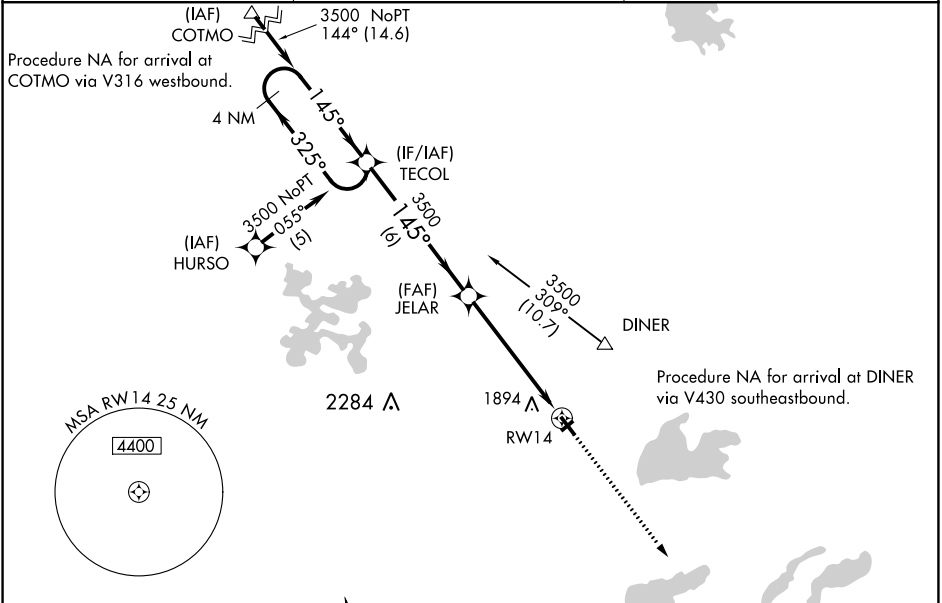 (IAF)
COTMO
3500 NoPT
144° (14.6)
Procedure NA for arrival at
COTMO via V316 westbound.
4 NM
145°
325°
(IF/IAF)
TECOL
3500 NoPT
055°
(5)
(IAF)
HURSO
3500
145°
(6)
(FAF)
JELAR
3500
309°
(10.7)
DINER
Procedure NA for arrival at DINER
via V430 southeastbound.
2284
1894
RW14
MSA RW14 25 NM
4400